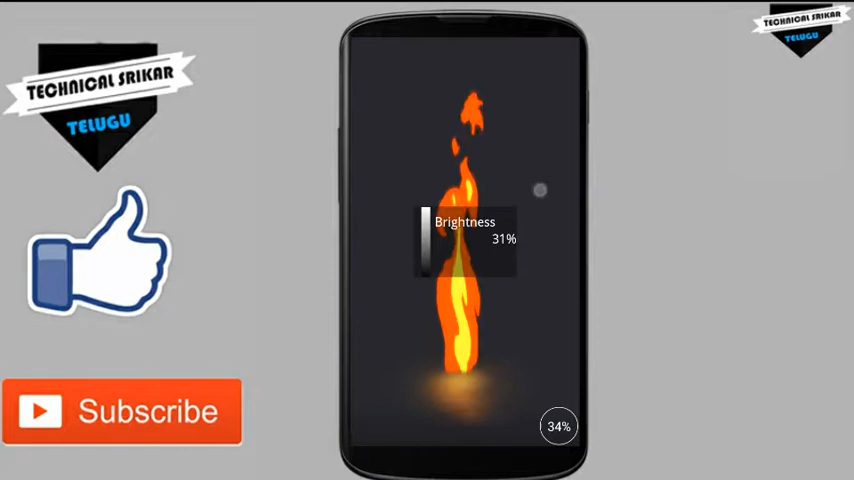 TECHNICAL SRIKAR
TELUGU
TECHNICAL SRIKAR
TELUGU
Brightness
31%
Subscribe
34%